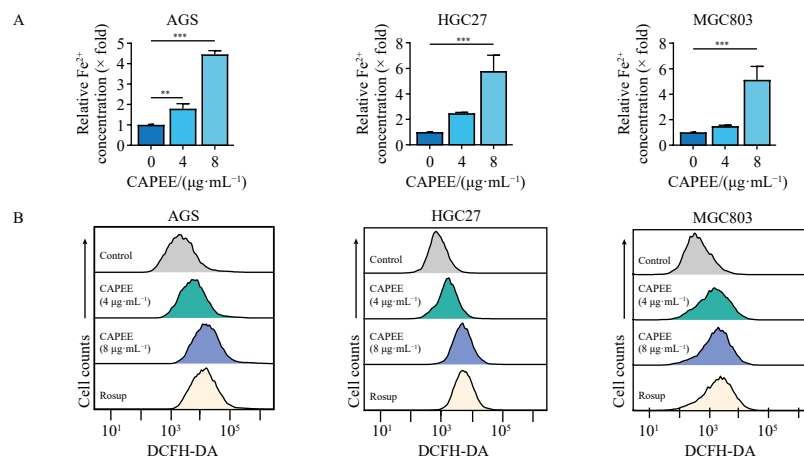 A
AGS
HGC27
MGC803
Relative Fe²⁺
concentration (× fold)
5
4
3
2
1
0
**
***
0 4 8
CAPEE/(μg·mL⁻¹)
Relative Fe²⁺
concentration (× fold)
8
6
4
2
0
***
0 4 8
CAPEE/(μg·mL⁻¹)
Relative Fe²⁺
concentration (× fold)
8
6
4
2
0
***
0 4 8
CAPEE/(μg·mL⁻¹)
B
AGS
Cell counts
Control
CAPEE
(4 μg·mL⁻¹)
CAPEE
(8 μg·mL⁻¹)
Rosup
10¹ 10³ 10⁵
DCFH-DA
HGC27
Cell counts
Control
CAPEE
(4 μg·mL⁻¹)
CAPEE
(8 μg·mL⁻¹)
Rosup
10¹ 10³ 10⁵
DCFH-DA
MGC803
Cell counts
Control
CAPEE
(4 μg·mL⁻¹)
CAPEE
(8 μg·mL⁻¹)
Rosup
10¹ 10³ 10⁵
DCFH-DA